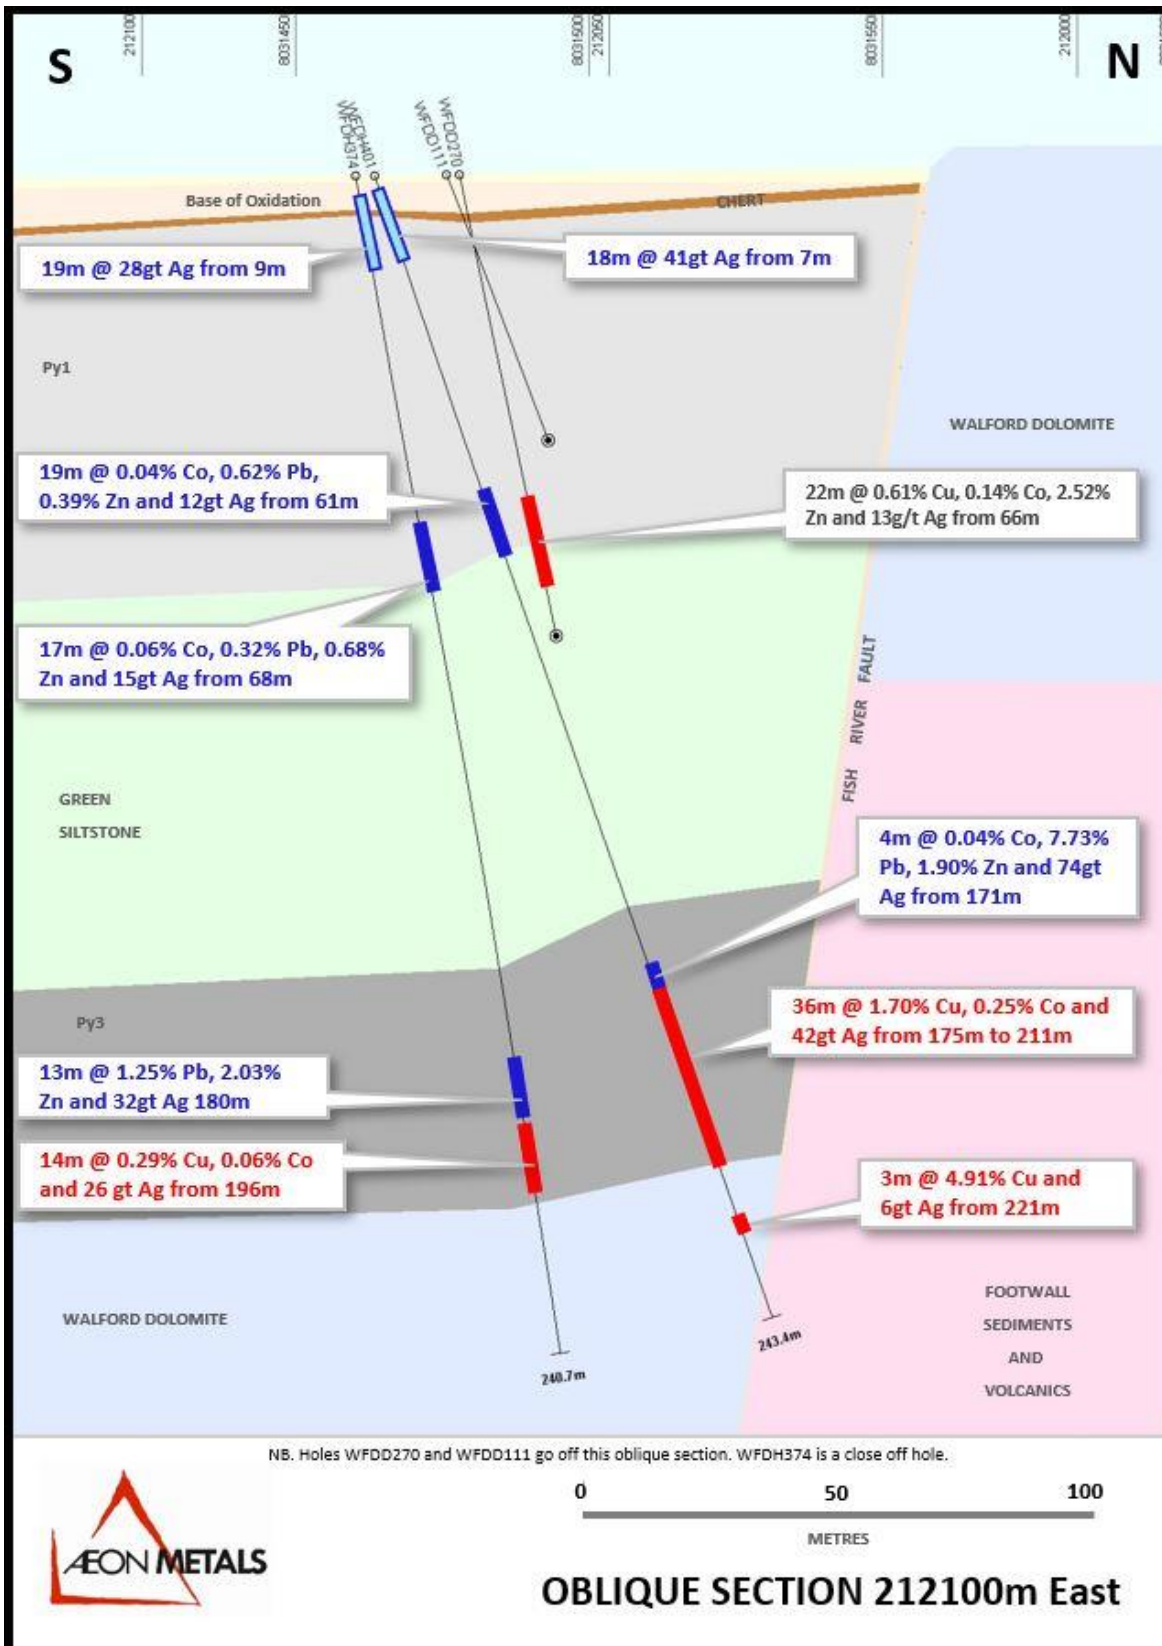 212100
8031450
8031500
212050
8031550
212000
S
N
WFDH374
WFDH401
WFDD111
WFDD270
Base of Oxidation
CHERT
19m @ 28gt Ag from 9m
18m @ 41gt Ag from 7m
Py1
WALFORD DOLOMITE
19m @ 0.04% Co, 0.62% Pb,
0.39% Zn and 12gt Ag from 61m
22m @ 0.61% Cu, 0.14% Co, 2.52%
Zn and 13g/t Ag from 66m
17m @ 0.06% Co, 0.32% Pb, 0.68%
Zn and 15gt Ag from 68m
FISH RIVER FAULT
GREEN
SILTSTONE
4m @ 0.04% Co, 7.73%
Pb, 1.90% Zn and 74gt
Ag from 171m
36m @ 1.70% Cu, 0.25% Co and
42gt Ag from 175m to 211m
Py3
13m @ 1.25% Pb, 2.03%
Zn and 32gt Ag 180m
14m @ 0.29% Cu, 0.06% Co
and 26 gt Ag from 196m
3m @ 4.91% Cu and
6gt Ag from 221m
WALFORD DOLOMITE
FOOTWALL
SEDIMENTS
AND
VOLCANICS
243.4m
240.7m
NB. Holes WFDD270 and WFDD111 go off this oblique section. WFDH374 is a close off hole.
0 50 100
METRES
ÆON METALS
OBLIQUE SECTION 212100m East